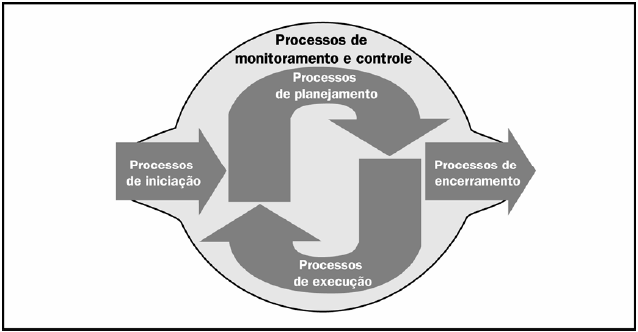 Processos de
monitoramento e controle
Processos
de planejamento
Processos
de iniciação
Processos de
encerramento
Processos
de execução